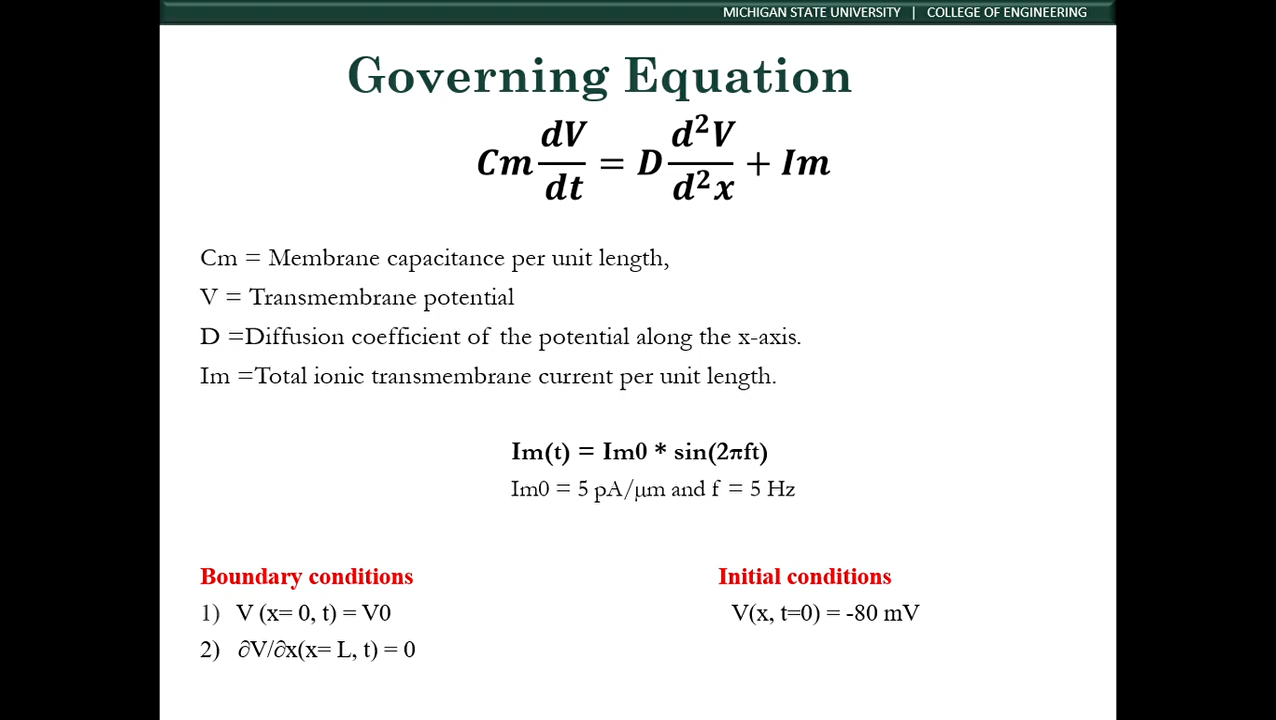 MICHIGAN STATE UNIVERSITY | COLLEGE OF ENGINEERING
Governing Equation
Cm dV/dt = D d²V/d²x + Im
Cm = Membrane capacitance per unit length,
V = Transmembrane potential
D =Diffusion coefficient of the potential along the x-axis.
Im =Total ionic transmembrane current per unit length.
Im(t) = Im0 * sin(2πft)
Im0 = 5 pA/μm and f = 5 Hz
Boundary conditions
1) V (x= 0, t) = V0
2) ∂V/∂x(x= L, t) = 0
Initial conditions
V(x, t=0) = -80 mV